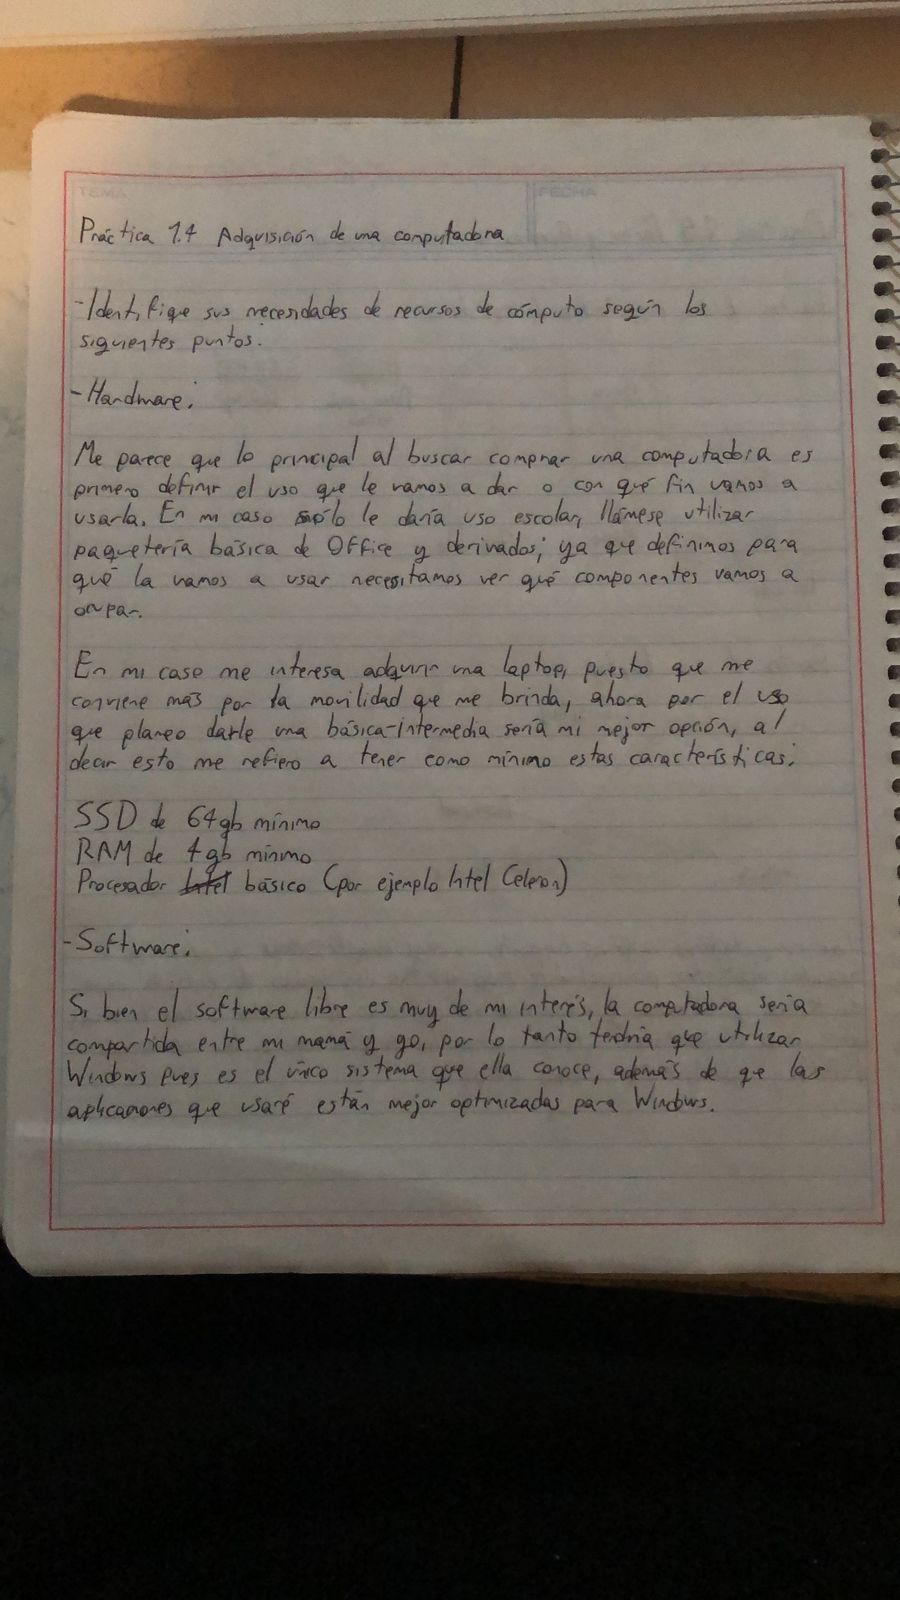 TEMA
FECHA
Práctica 1.4 Adquisición de una computadora
-Identifique sus necesidades de recursos de cómputo según los
siguientes puntos:
-Hardware:
Me parece que lo principal al buscar comprar una computadora es
primero definir el uso que le vamos a dar o con qué fin vamos a
usarla. En mi caso sólo le daría uso escolar, llámese utilizar
paquetería básica de Office y derivados; ya que definimos para
qué la vamos a usar necesitamos ver qué componentes vamos a
ocupar.
En mi caso me interesa adquirir una laptop, puesto que me
conviene más por la movilidad que me brinda, ahora por el uso
que planeo darle una básica-intermedia sería mi mejor opción, al
decir esto me refiero a tener como mínimo estas características:
SSD de 64gb mínimo
RAM de 4gb mínimo
Procesador Intel básico (por ejemplo Intel Celeron)
-Software:
Si bien el software libre es muy de mi interés, la computadora sería
compartida entre mi mamá y yo, por lo tanto tendría que utilizar
Windows pues es el único sistema que ella conoce, además de que las
aplicaciones que usaré están mejor optimizadas para Windows.